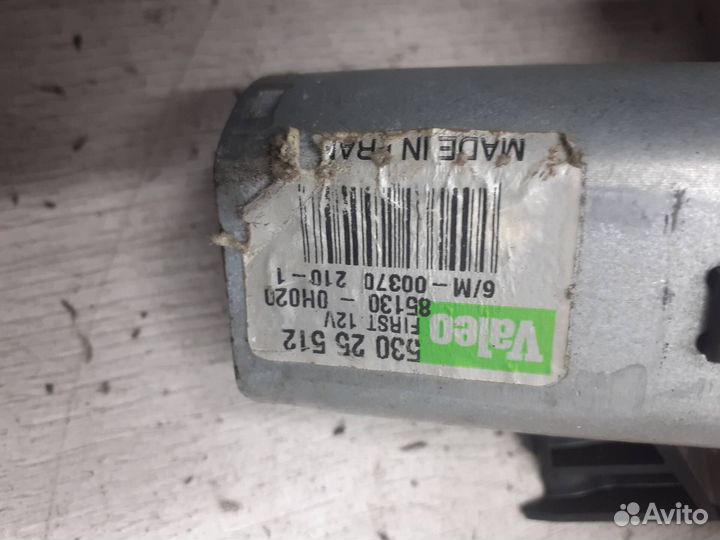 Valeo
530 25 512
FIRST 12V
85130 - 0H020
6/M-00370 210-1
MADE IN
Avito